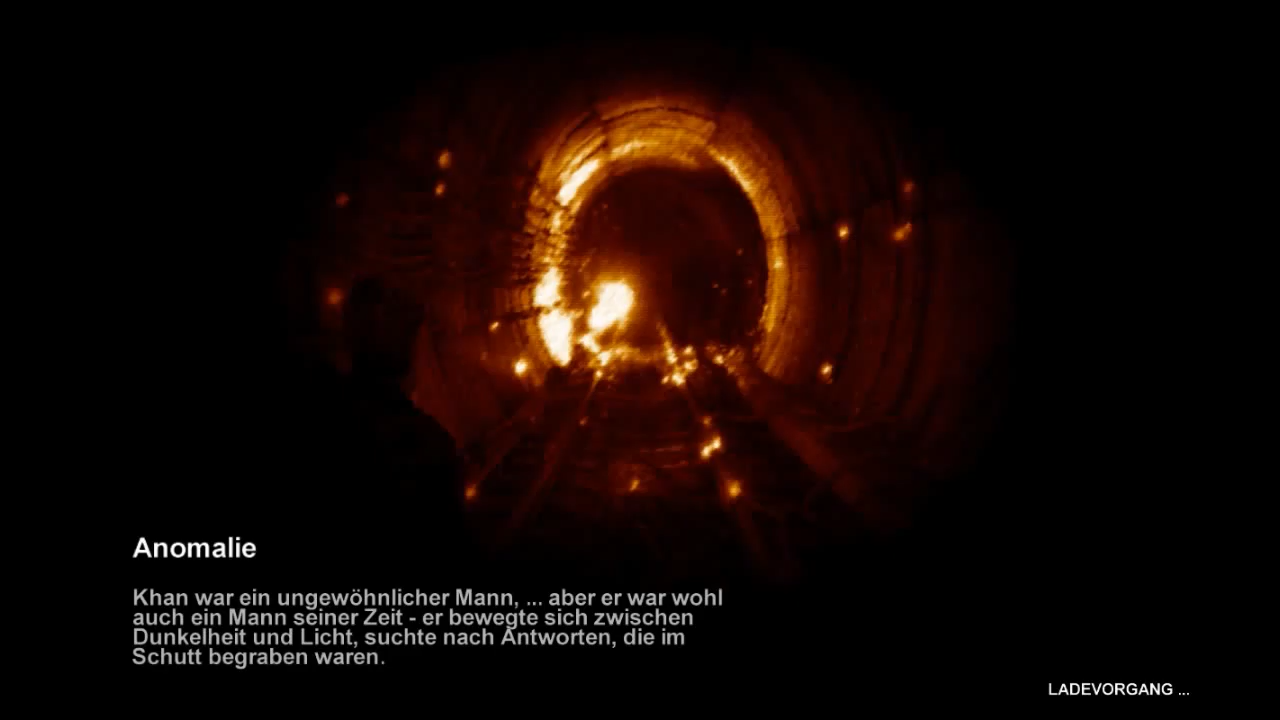 Anomalie
Khan war ein ungewöhnlicher Mann, ... aber er war wohl
auch ein Mann seiner Zeit - er bewegte sich zwischen
Dunkelheit und Licht, suchte nach Antworten, die im
Schutt begraben waren.
LADEVORGANG ...